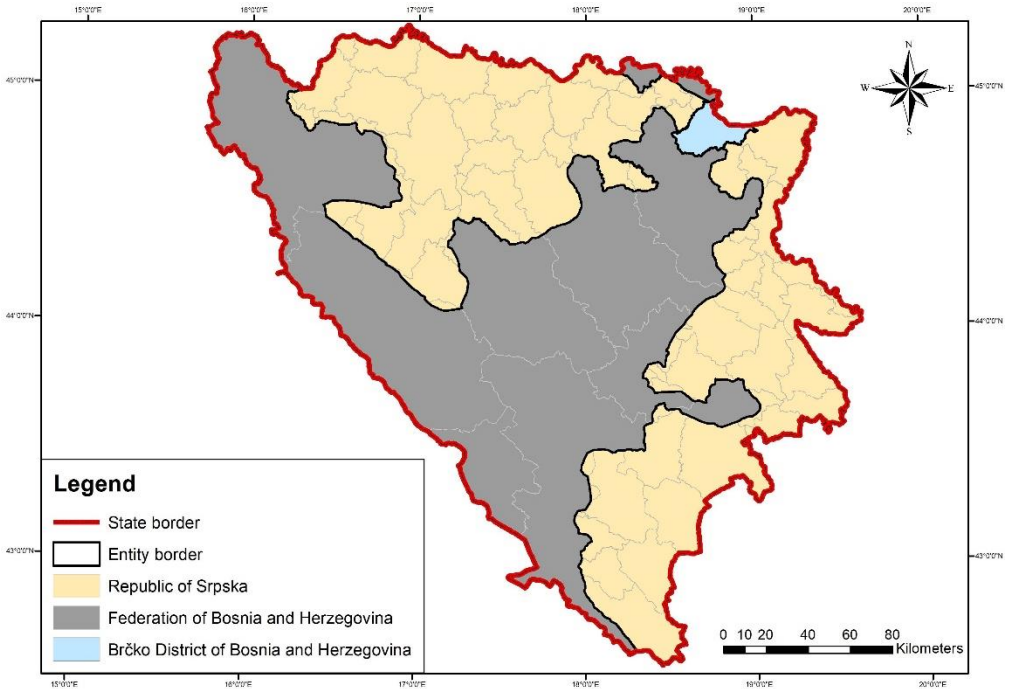 15°0'0"E 16°0'0"E 17°0'0"E 18°0'0"E 19°0'0"E 20°0'0"E
N
W E
S
45°0'0"N 45°0'0"N
44°0'0"N 44°0'0"N
43°0'0"N 43°0'0"N
Legend
State border
Entity border
Republic of Srpska
Federation of Bosnia and Herzegovina
Brčko District of Bosnia and Herzegovina
0 10 20 40 60 80
Kilometers
15°0'0"E 16°0'0"E 17°0'0"E 18°0'0"E 19°0'0"E 20°0'0"E